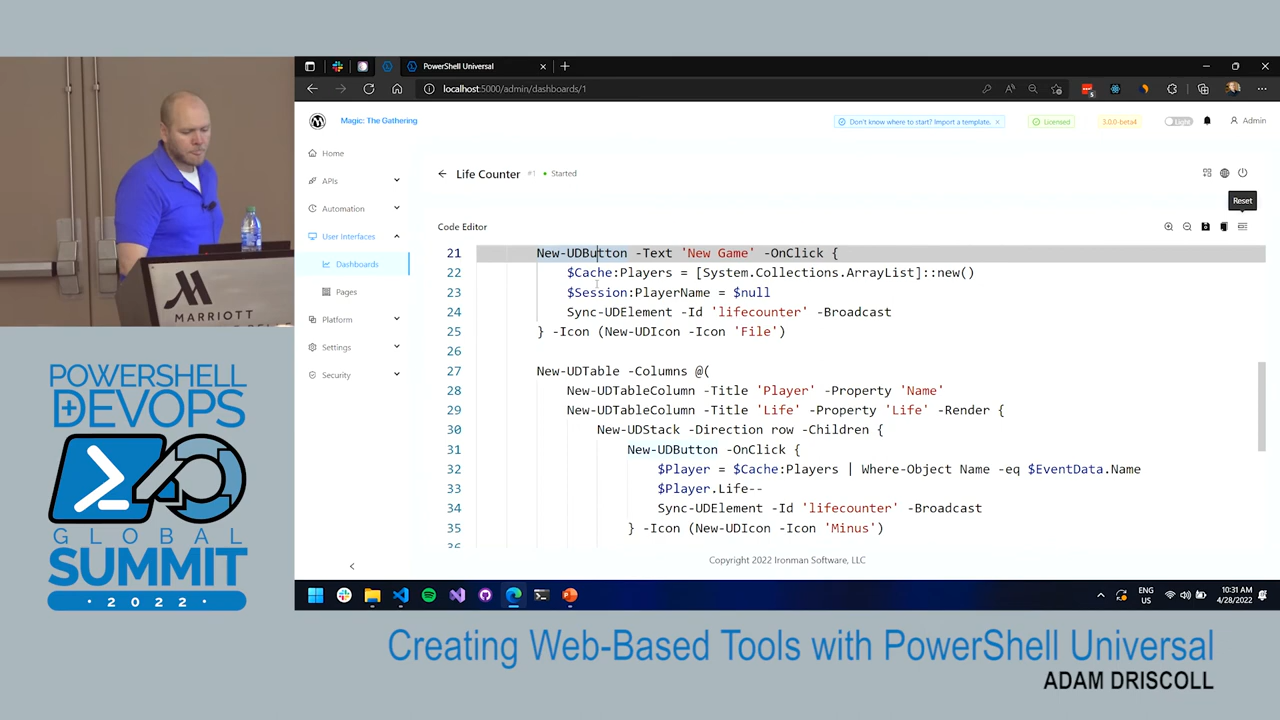 PowerShell Universal
localhost:5000/admin/dashboards/1
Magic: The Gathering
Don't know where to start? Import a template.
Licensed
3.0.0-beta4
Light
Admin
Home
APIs
Automation
User Interfaces
Dashboards
Pages
Platform
Settings
Security
Life Counter #1 Started
Reset
Code Editor
21 New-UDButton -Text 'New Game' -OnClick {
22 $Cache:Players = [System.Collections.ArrayList]::new()
23 $Session:PlayerName = $null
24 Sync-UDElement -Id 'lifecounter' -Broadcast
25 } -Icon (New-UDIcon -Icon 'File')
26
27 New-UDTable -Columns @(
28 New-UDTableColumn -Title 'Player' -Property 'Name'
29 New-UDTableColumn -Title 'Life' -Property 'Life' -Render {
30 New-UDStack -Direction row -Children {
31 New-UDButton -OnClick {
32 $Player = $Cache:Players | Where-Object Name -eq $EventData.Name
33 $Player.Life--
34 Sync-UDElement -Id 'lifecounter' -Broadcast
35 } -Icon (New-UDIcon -Icon 'Minus')
Copyright 2022 Ironman Software, LLC
ENG
US
10:31 AM
4/28/2022
MARRIOTT
POWERSHELL
DEVOPS
GLOBAL
SUMMIT
· 2022 ·
Creating Web-Based Tools with PowerShell Universal
ADAM DRISCOLL